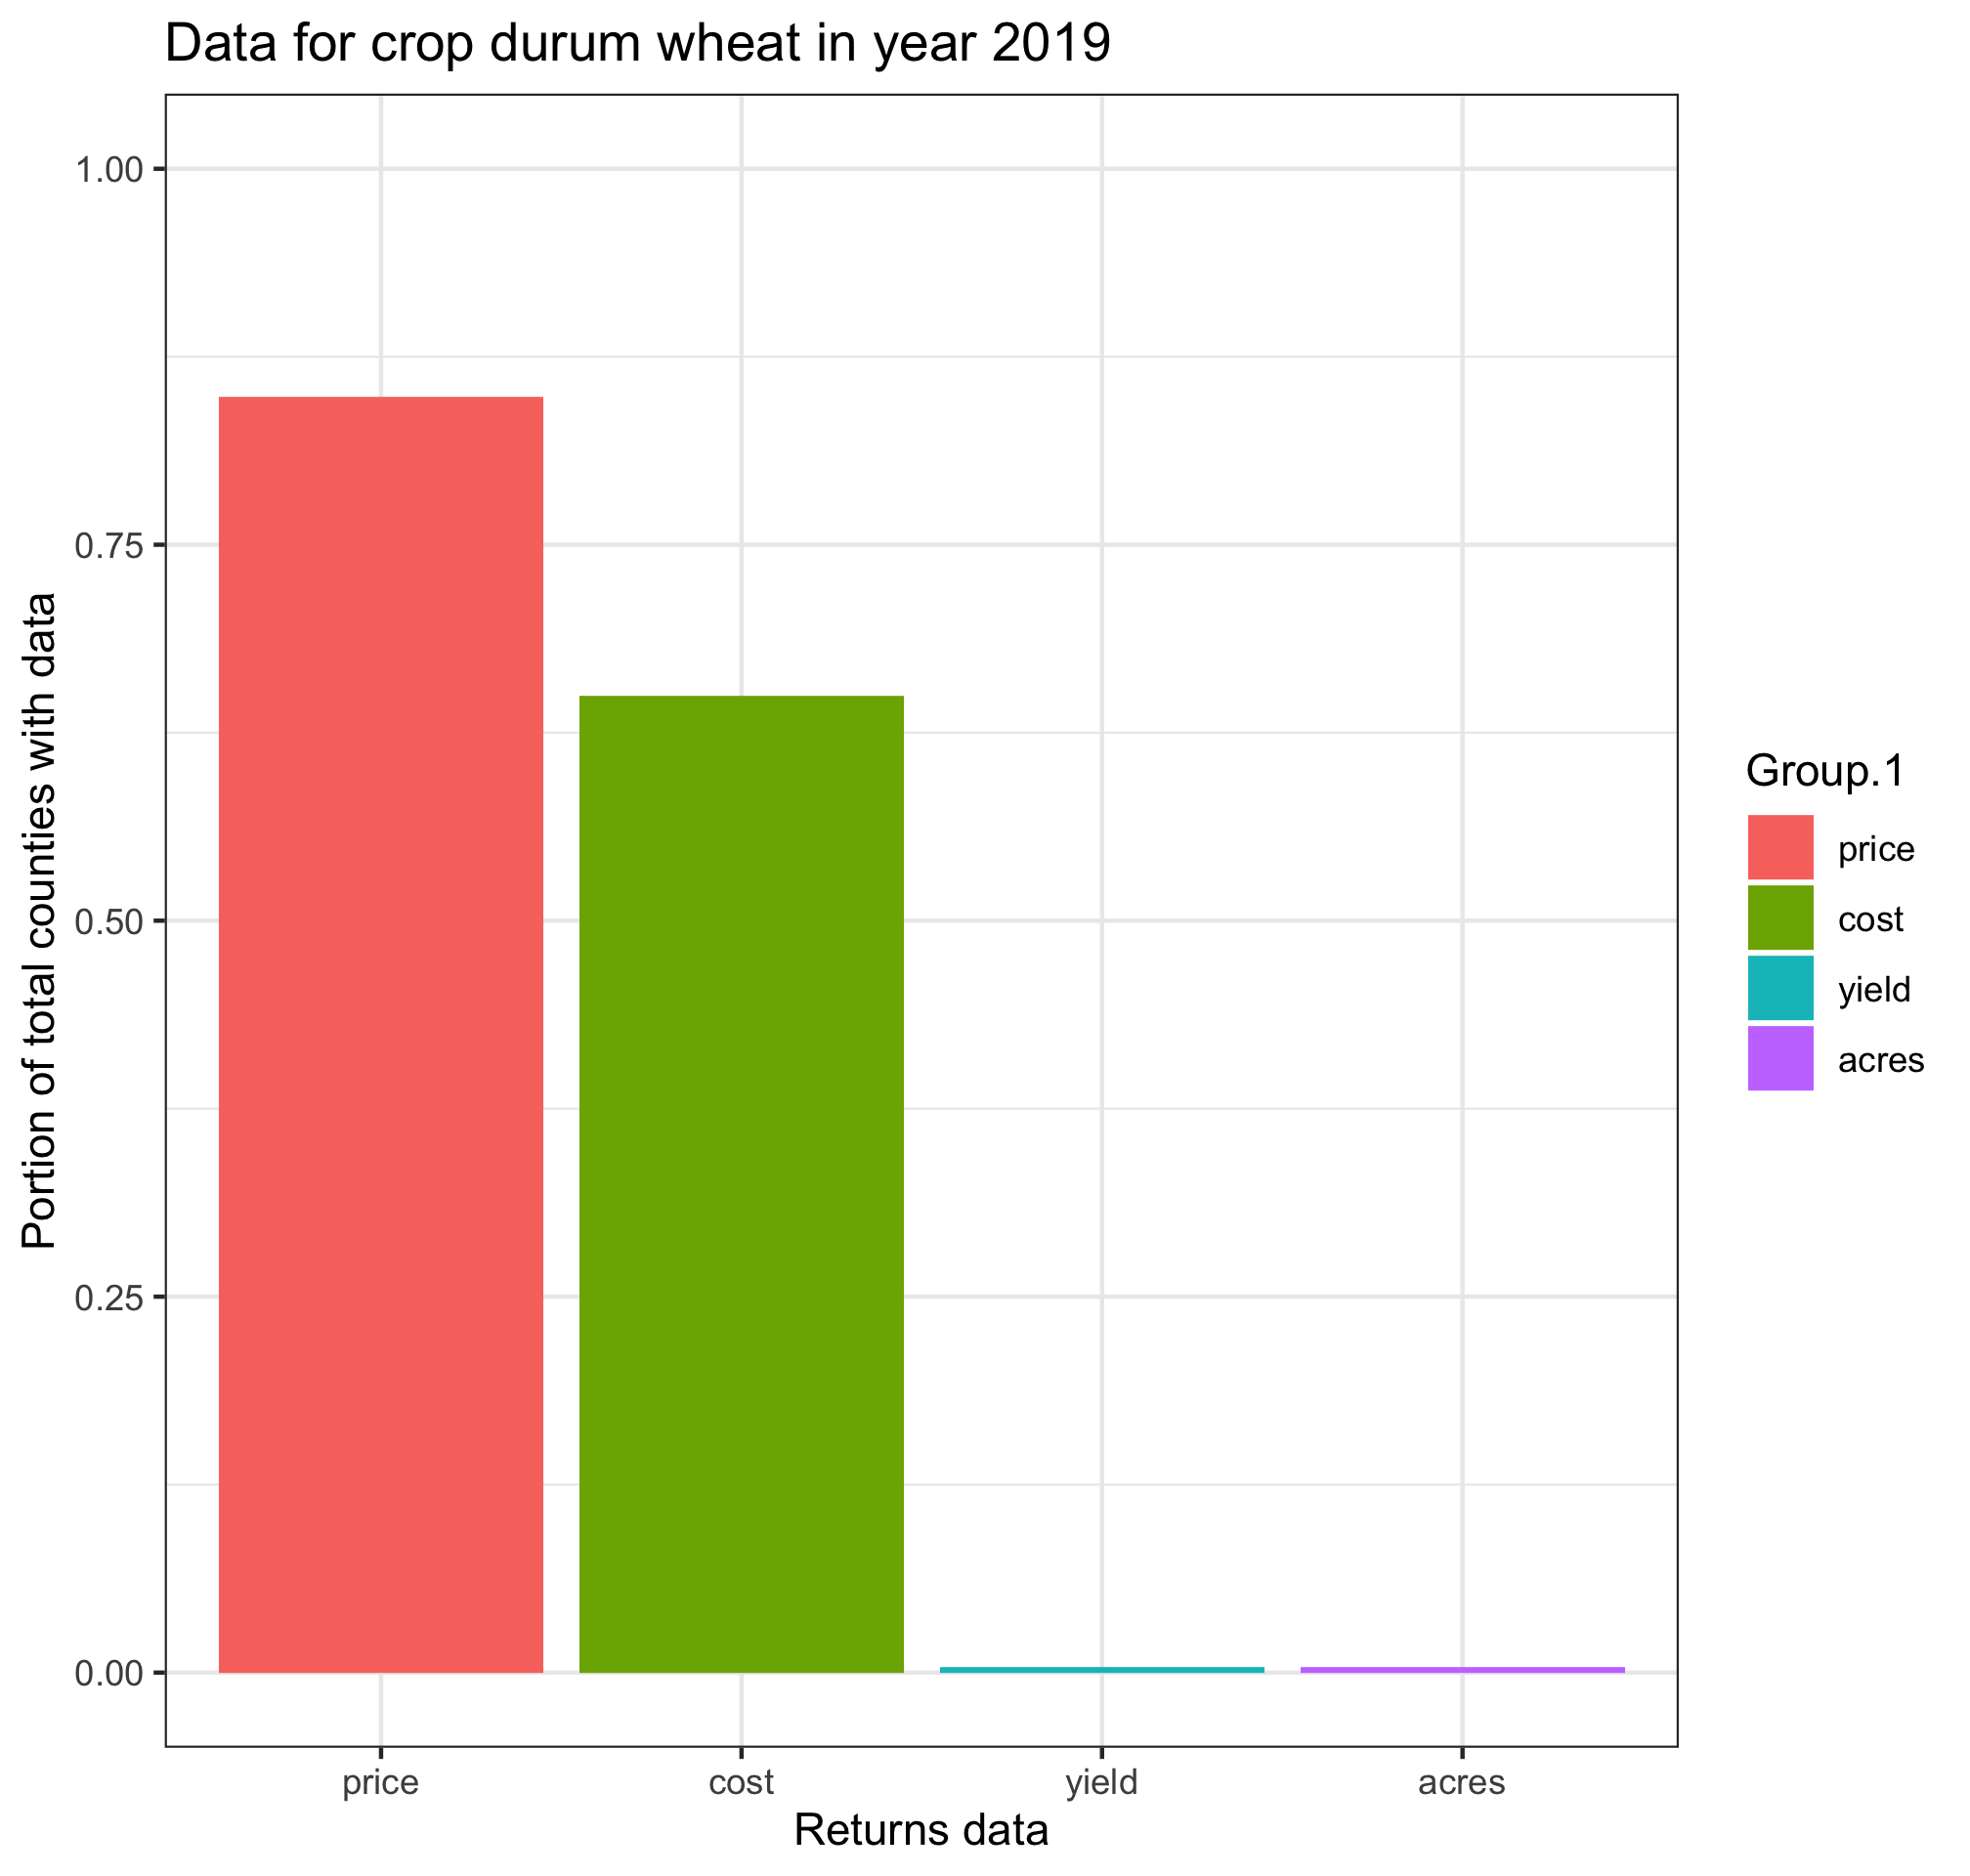 Data for crop durum wheat in year 2019
Portion of total counties with data
1.00
0.75
0.50
0.25
0.00
price
cost
yield
acres
Returns data
Group.1
price
cost
yield
acres